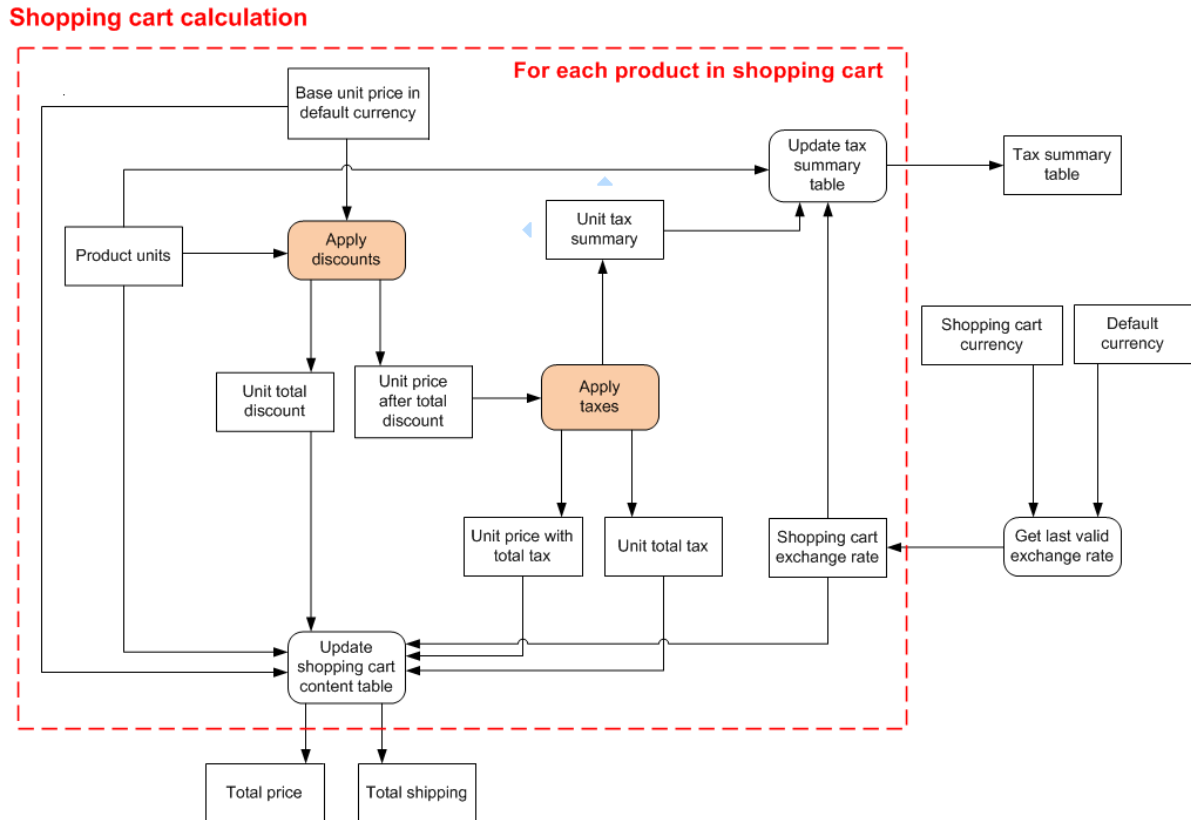 Shopping cart calculation
For each product in shopping cart
Base unit price in
default currency
Update tax
summary
table
Tax summary
table
Product units
Apply
discounts
Unit tax
summary
Shopping cart
currency
Default
currency
Unit total
discount
Unit price
after total
discount
Apply
taxes
Unit price with
total tax
Unit total tax
Shopping cart
exchange rate
Get last valid
exchange rate
Update
shopping cart
content table
Total price
Total shipping